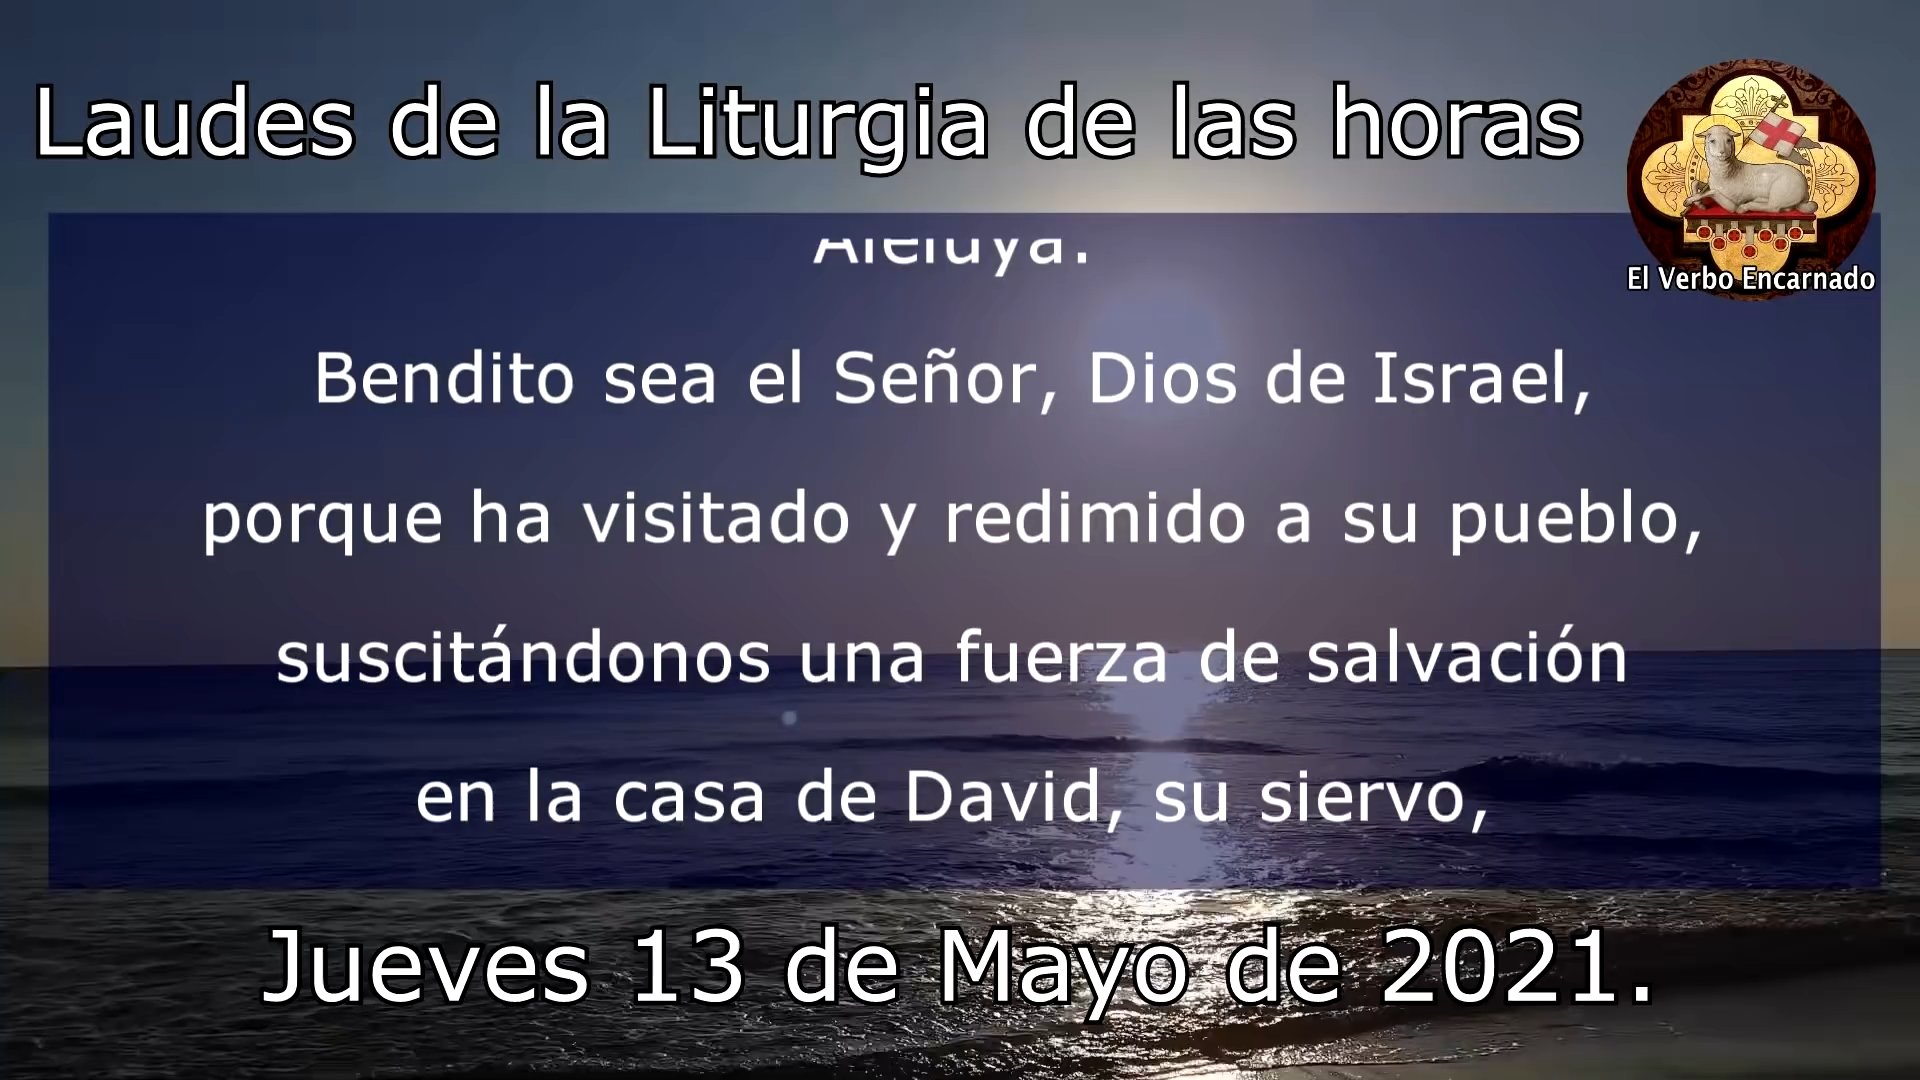 Laudes de la Liturgia de las horas
El Verbo Encarnado
Aleluya.
Bendito sea el Señor, Dios de Israel,
porque ha visitado y redimido a su pueblo,
suscitándonos una fuerza de salvación
en la casa de David, su siervo,
Jueves 13 de Mayo de 2021.